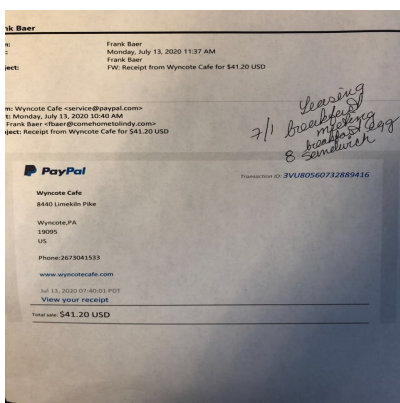 nk Baer
m: Frank Baer
t: Monday, July 13, 2020 11:37 AM
Frank Baer
ject: FW: Receipt from Wyncote Cafe for $41.20 USD
m: Wyncote Cafe <service@paypal.com>
t: Monday, July 13, 2020 10:40 AM
Frank Baer <fbaer@comehometolindy.com>
ject: Receipt from Wyncote Cafe for $41.20 USD
Leasing
7/1 breakfast
meeting
breakfast egg
8 Sandwich
PayPal
Transaction ID: 3VU80560732889416
Wyncote Cafe
8440 Limekiln Pike
Wyncote,PA
19095
US
Phone:2673041533
www.wyncotecafe.com
Jul 13, 2020 07:40:01 PDT
View your receipt
Total sale: $41.20 USD